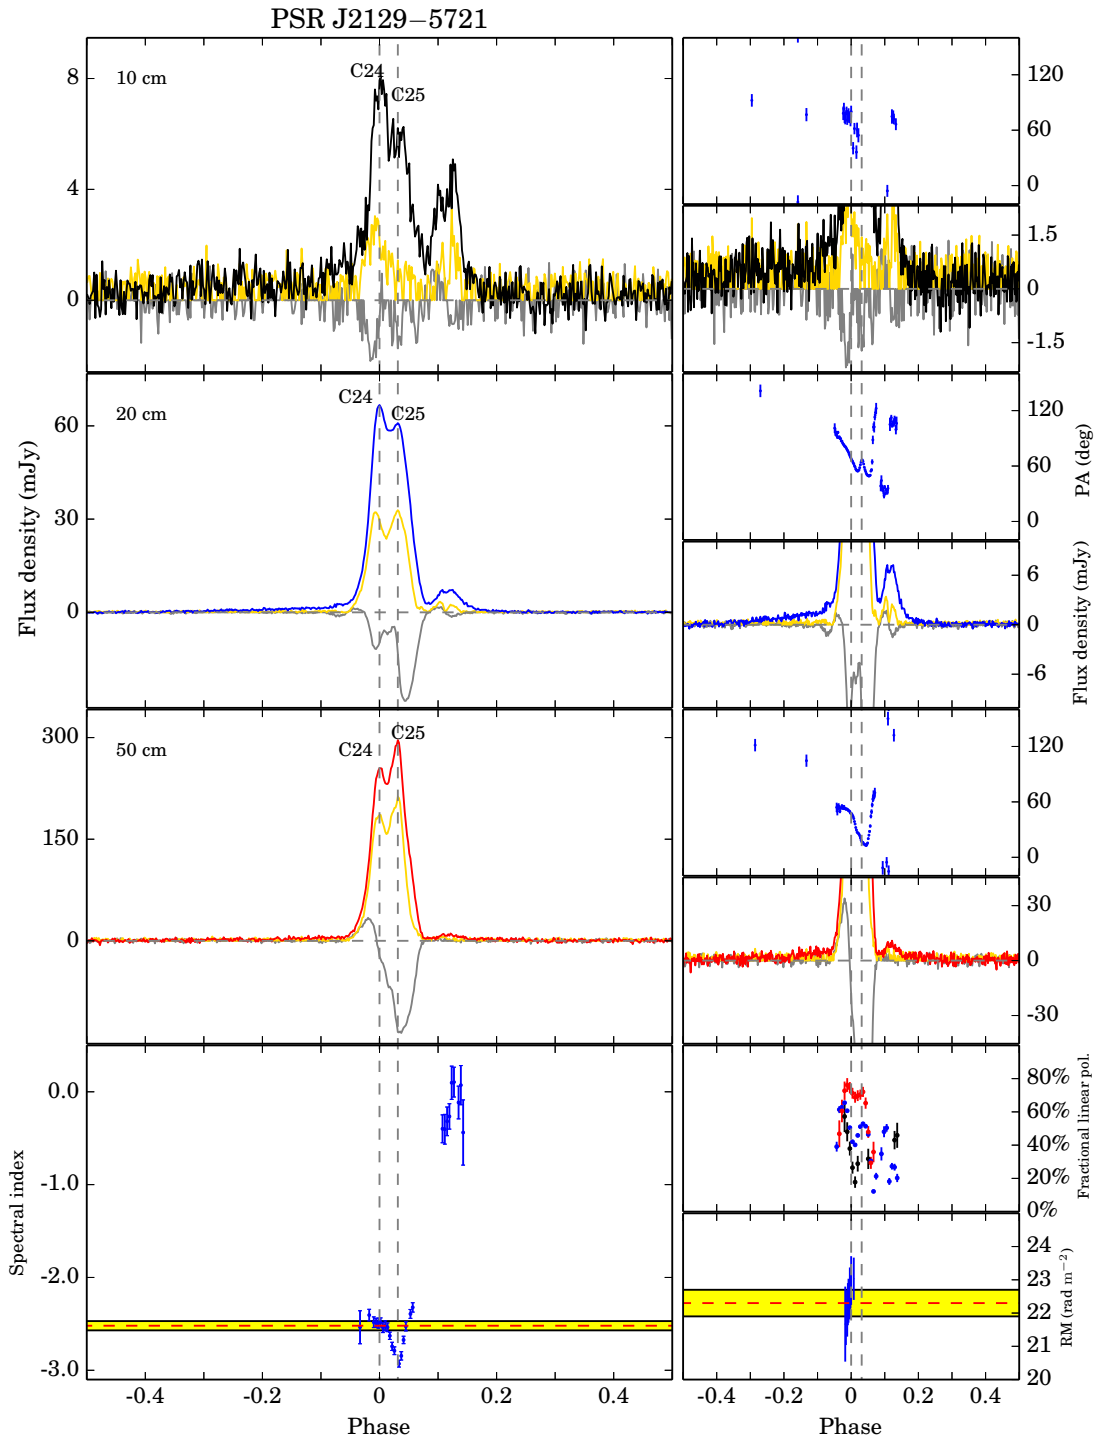 PSR J2129−5721
10 cm
C24
C25
8
4
0
120
60
0
1.5
0
-1.5
20 cm
C24
C25
60
30
0
Flux density (mJy)
120
60
0
PA (deg)
6
0
-6
Flux density (mJy)
50 cm
C24
C25
300
150
0
120
60
0
30
0
-30
0.0
-1.0
-2.0
-3.0
Spectral index
80%
60%
40%
20%
0%
Fractional linear pol.
24
23
22
21
20
RM (rad m⁻²)
-0.4 -0.2 0 0.2 0.4
Phase
-0.4 -0.2 0 0.2 0.4
Phase